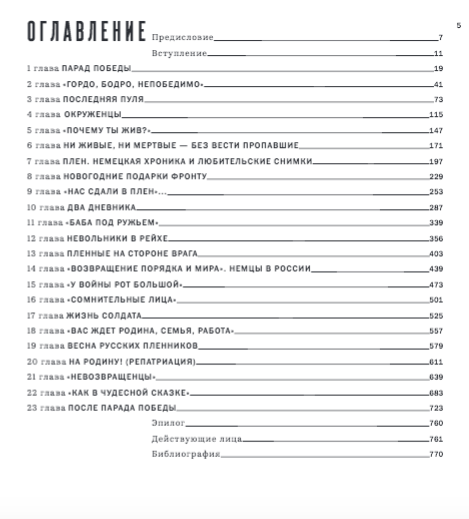 5
ОГЛАВЛЕНИЕ Предисловие 7
Вступление 11
1 глава ПАРАД ПОБЕДЫ 19
2 глава «ГОРДО, БОДРО, НЕПОБЕДИМО» 41
3 глава ПОСЛЕДНЯЯ ПУЛЯ 73
4 глава ОКРУЖЕНЦЫ 115
5 глава «ПОЧЕМУ ТЫ ЖИВ?» 147
6 глава НИ ЖИВЫЕ, НИ МЕРТВЫЕ — БЕЗ ВЕСТИ ПРОПАВШИЕ 171
7 глава ПЛЕН. НЕМЕЦКАЯ ХРОНИКА И ЛЮБИТЕЛЬСКИЕ СНИМКИ 197
8 глава НОВОГОДНИЕ ПОДАРКИ ФРОНТУ 229
9 глава «НАС СДАЛИ В ПЛЕН»... 253
10 глава ДВА ДНЕВНИКА 287
11 глава «БАБА ПОД РУЖЬЕМ» 339
12 глава НЕВОЛЬНИКИ В РЕЙХЕ 356
13 глава ПЛЕННЫЕ НА СТОРОНЕ ВРАГА 403
14 глава «ВОЗВРАЩЕНИЕ ПОРЯДКА И МИРА». НЕМЦЫ В РОССИИ 439
15 глава «У ВОЙНЫ РОТ БОЛЬШОЙ» 473
16 глава «СОМНИТЕЛЬНЫЕ ЛИЦА» 501
17 глава ЖИЗНЬ СОЛДАТА 525
18 глава «ВАС ЖДЕТ РОДИНА, СЕМЬЯ, РАБОТА» 557
19 глава ВЕСНА РУССКИХ ПЛЕННИКОВ 579
20 глава НА РОДИНУ! (РЕПАТРИАЦИЯ) 611
21 глава «НЕВОЗВРАЩЕНЦЫ» 639
22 глава «КАК В ЧУДЕСНОЙ СКАЗКЕ» 683
23 глава ПОСЛЕ ПАРАДА ПОБЕДЫ 723
Эпилог 760
Действующие лица 761
Библиография 770